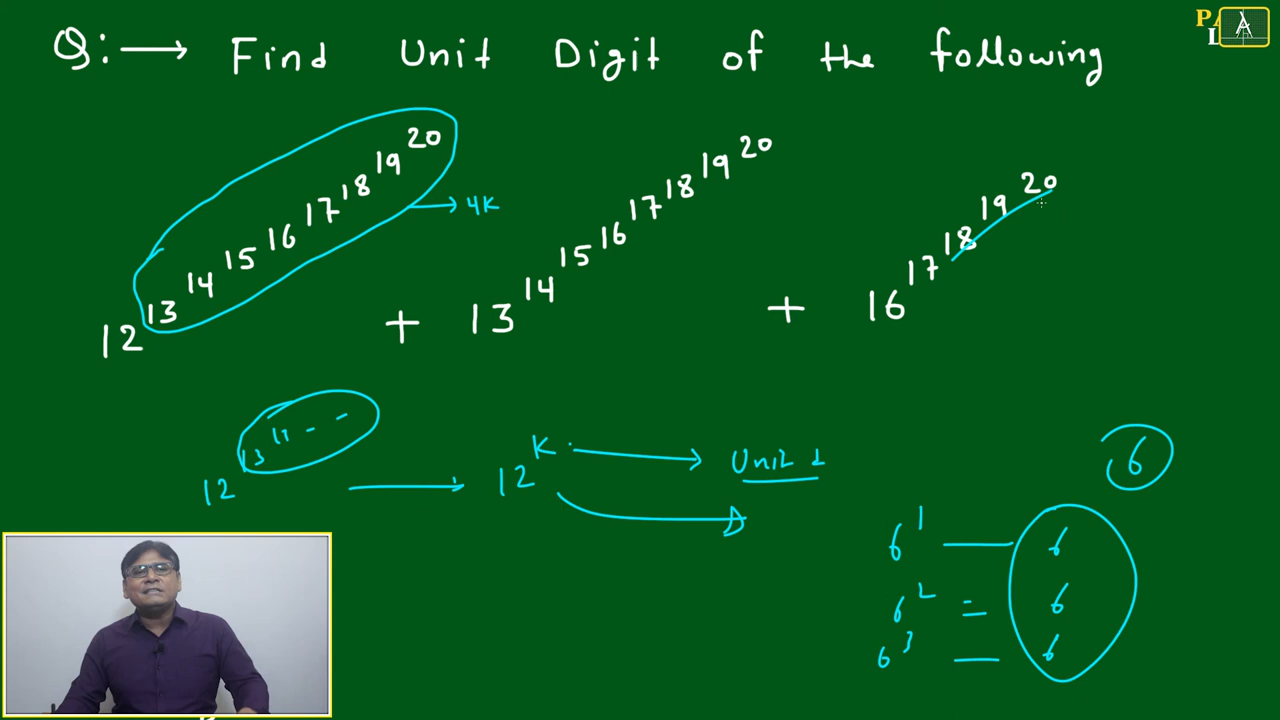 Q:→ Find Unit Digit of the following
12^13^14^15^16^17^18^19^20 + 13^14^15^16^17^18^19^20 + 16^17^18^19^20
→ 4K
12^13 → 12^K → Unit
6
6^1 — 6
6^2 = 6
6^3 — 6